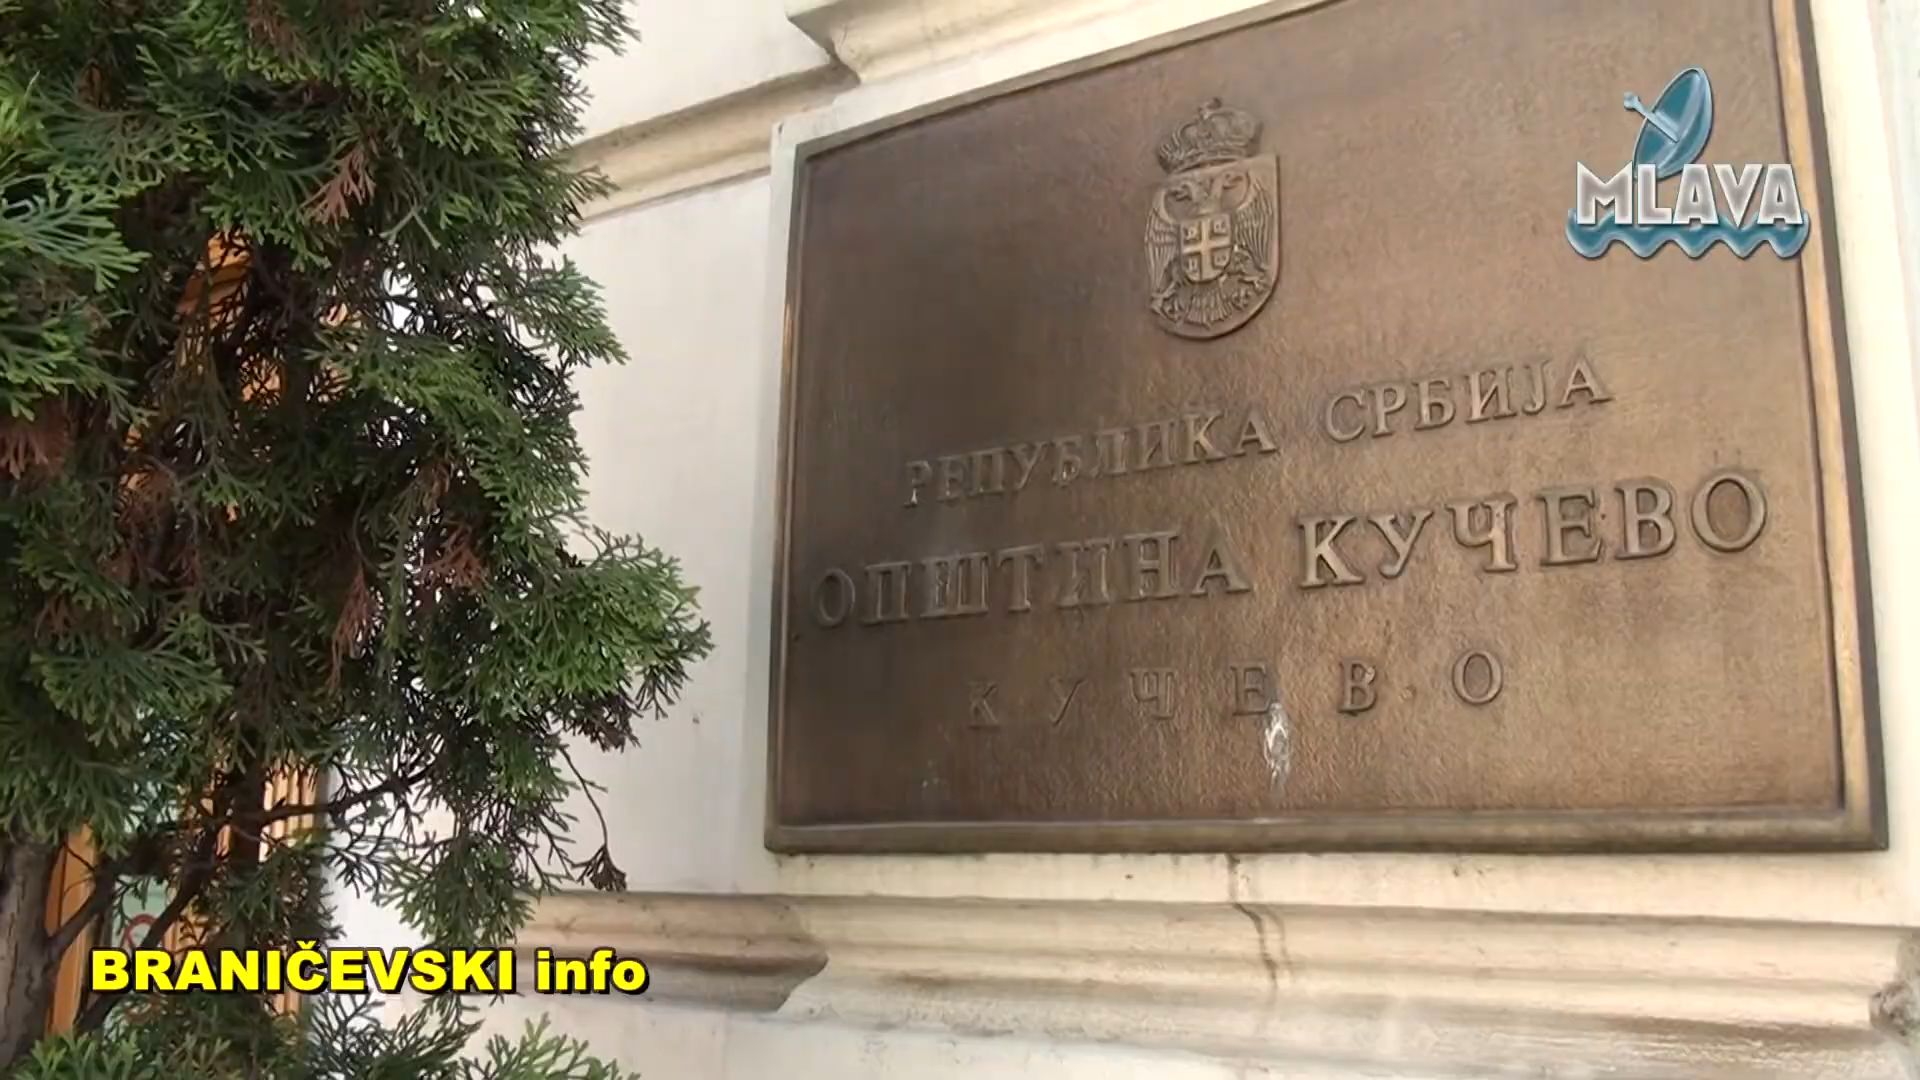 MLAVA
РЕПУБЛИКА СРБИЈА
ОПШТИНА КУЧЕВО
КУЧЕВО
BRANIČEVSKI info